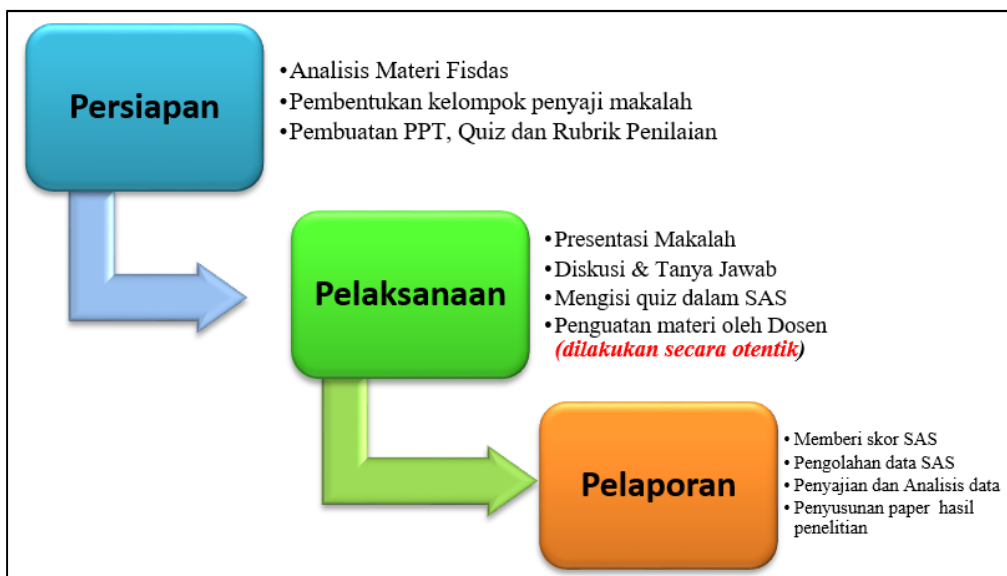 Persiapan
•Analisis Materi Fisdas
•Pembentukan kelompok penyaji makalah
•Pembuatan PPT, Quiz dan Rubrik Penilaian
Pelaksanaan
•Presentasi Makalah
•Diskusi & Tanya Jawab
•Mengisi quiz dalam SAS
•Penguatan materi oleh Dosen
(dilakukan secara otentik)
Pelaporan
•Memberi skor SAS
•Pengolahan data SAS
•Penyajian dan Analisis data
•Penyusunan paper hasil
penelitian